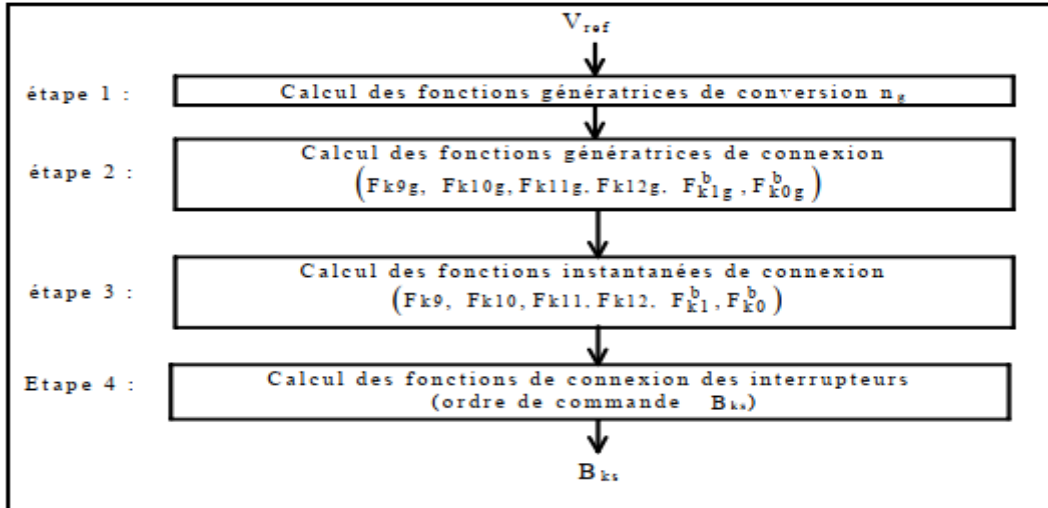 V_ref
étape 1 : Calcul des fonctions génératrices de conversion n_g
étape 2 : Calcul des fonctions génératrices de connexion
(Fk9g, Fk10g, Fk11g. Fk12g. F^b_k1g, F^b_k0g)
étape 3 : Calcul des fonctions instantanées de connexion
(Fk9, Fk10, Fk11. Fk12. F^b_k1, F^b_k0)
Etape 4 : Calcul des fonctions de connexion des interrupteurs
(ordre de commande B_ks)
B_ks